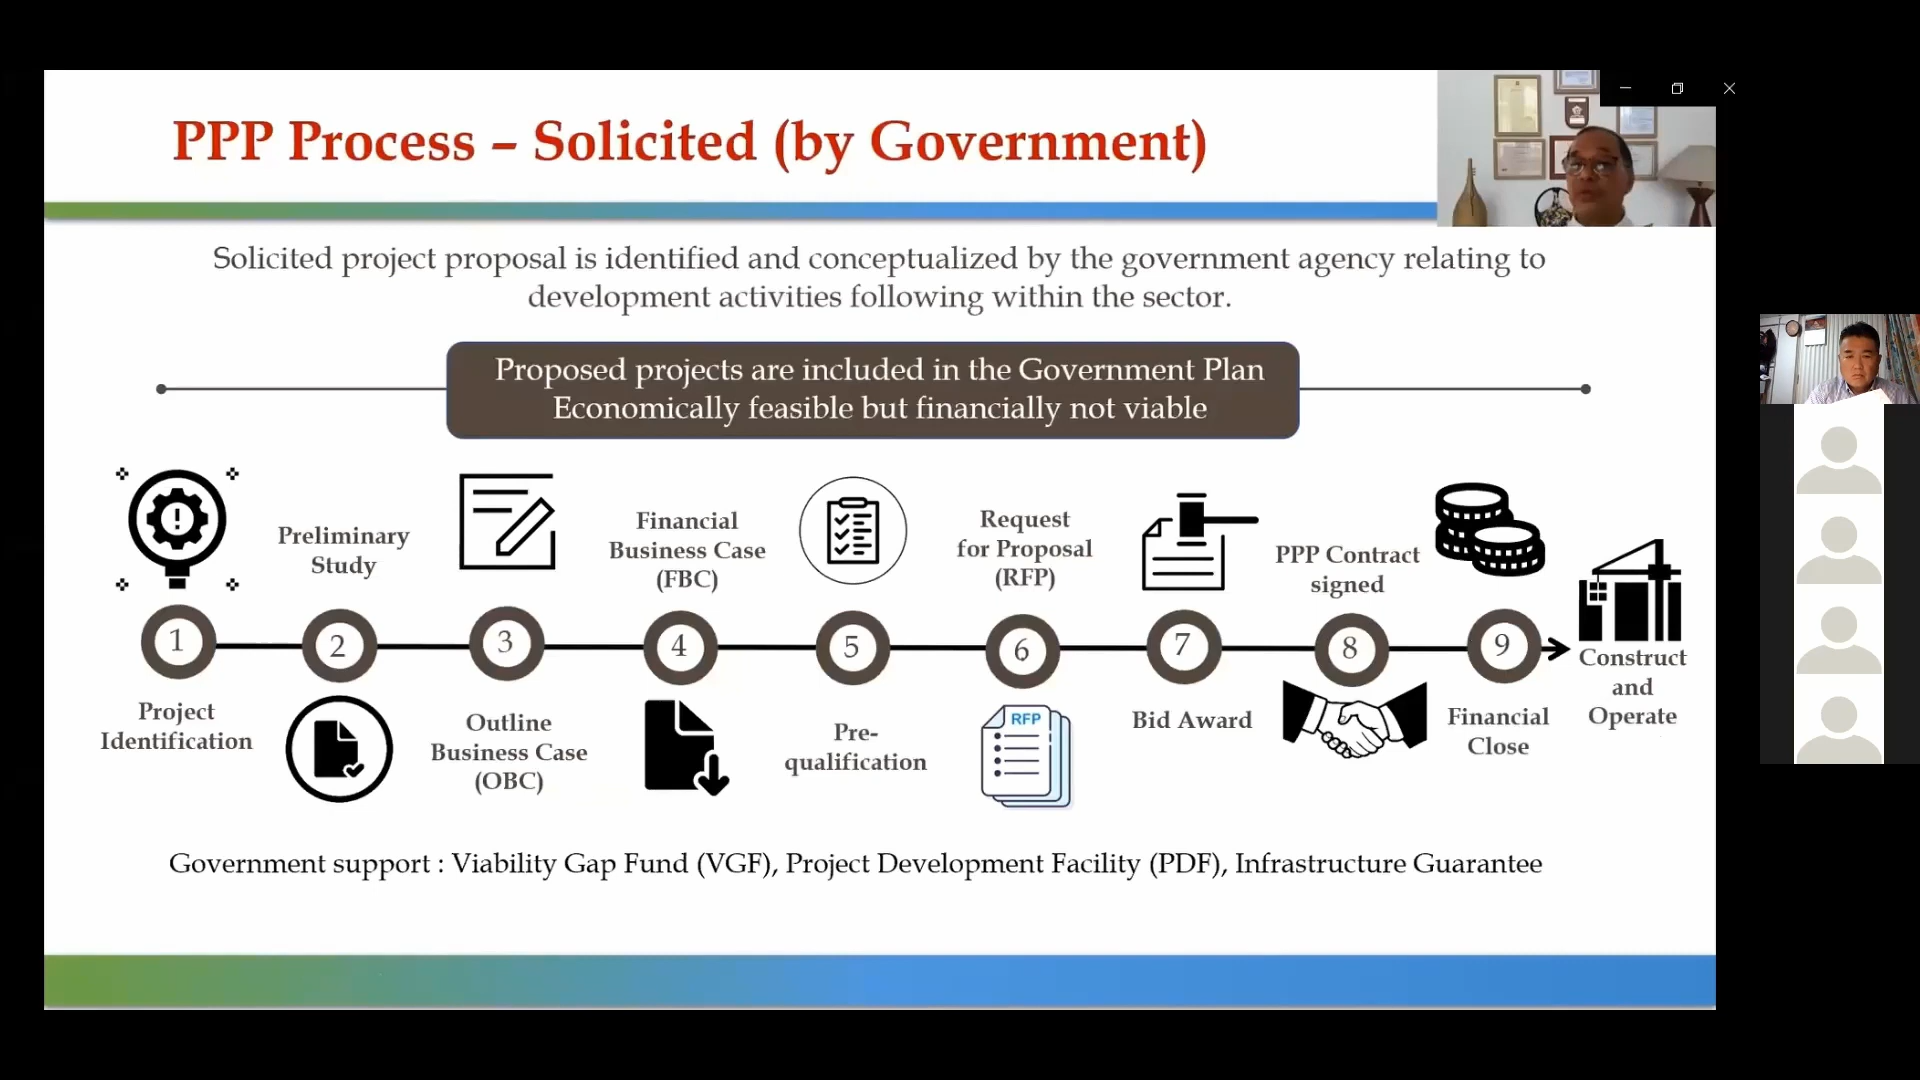 PPP Process – Solicited (by Government)
Solicited project proposal is identified and conceptualized by the government agency relating to
development activities following within the sector.
Proposed projects are included in the Government Plan
Economically feasible but financially not viable
1
Project
Identification
Preliminary
Study
2
3
Outline
Business Case
(OBC)
Financial
Business Case
(FBC)
4
5
Pre-
qualification
Request
for Proposal
(RFP)
6
RFP
7
Bid Award
PPP Contract
signed
8
9
Financial
Close
Construct
and
Operate
Government support : Viability Gap Fund (VGF), Project Development Facility (PDF), Infrastructure Guarantee